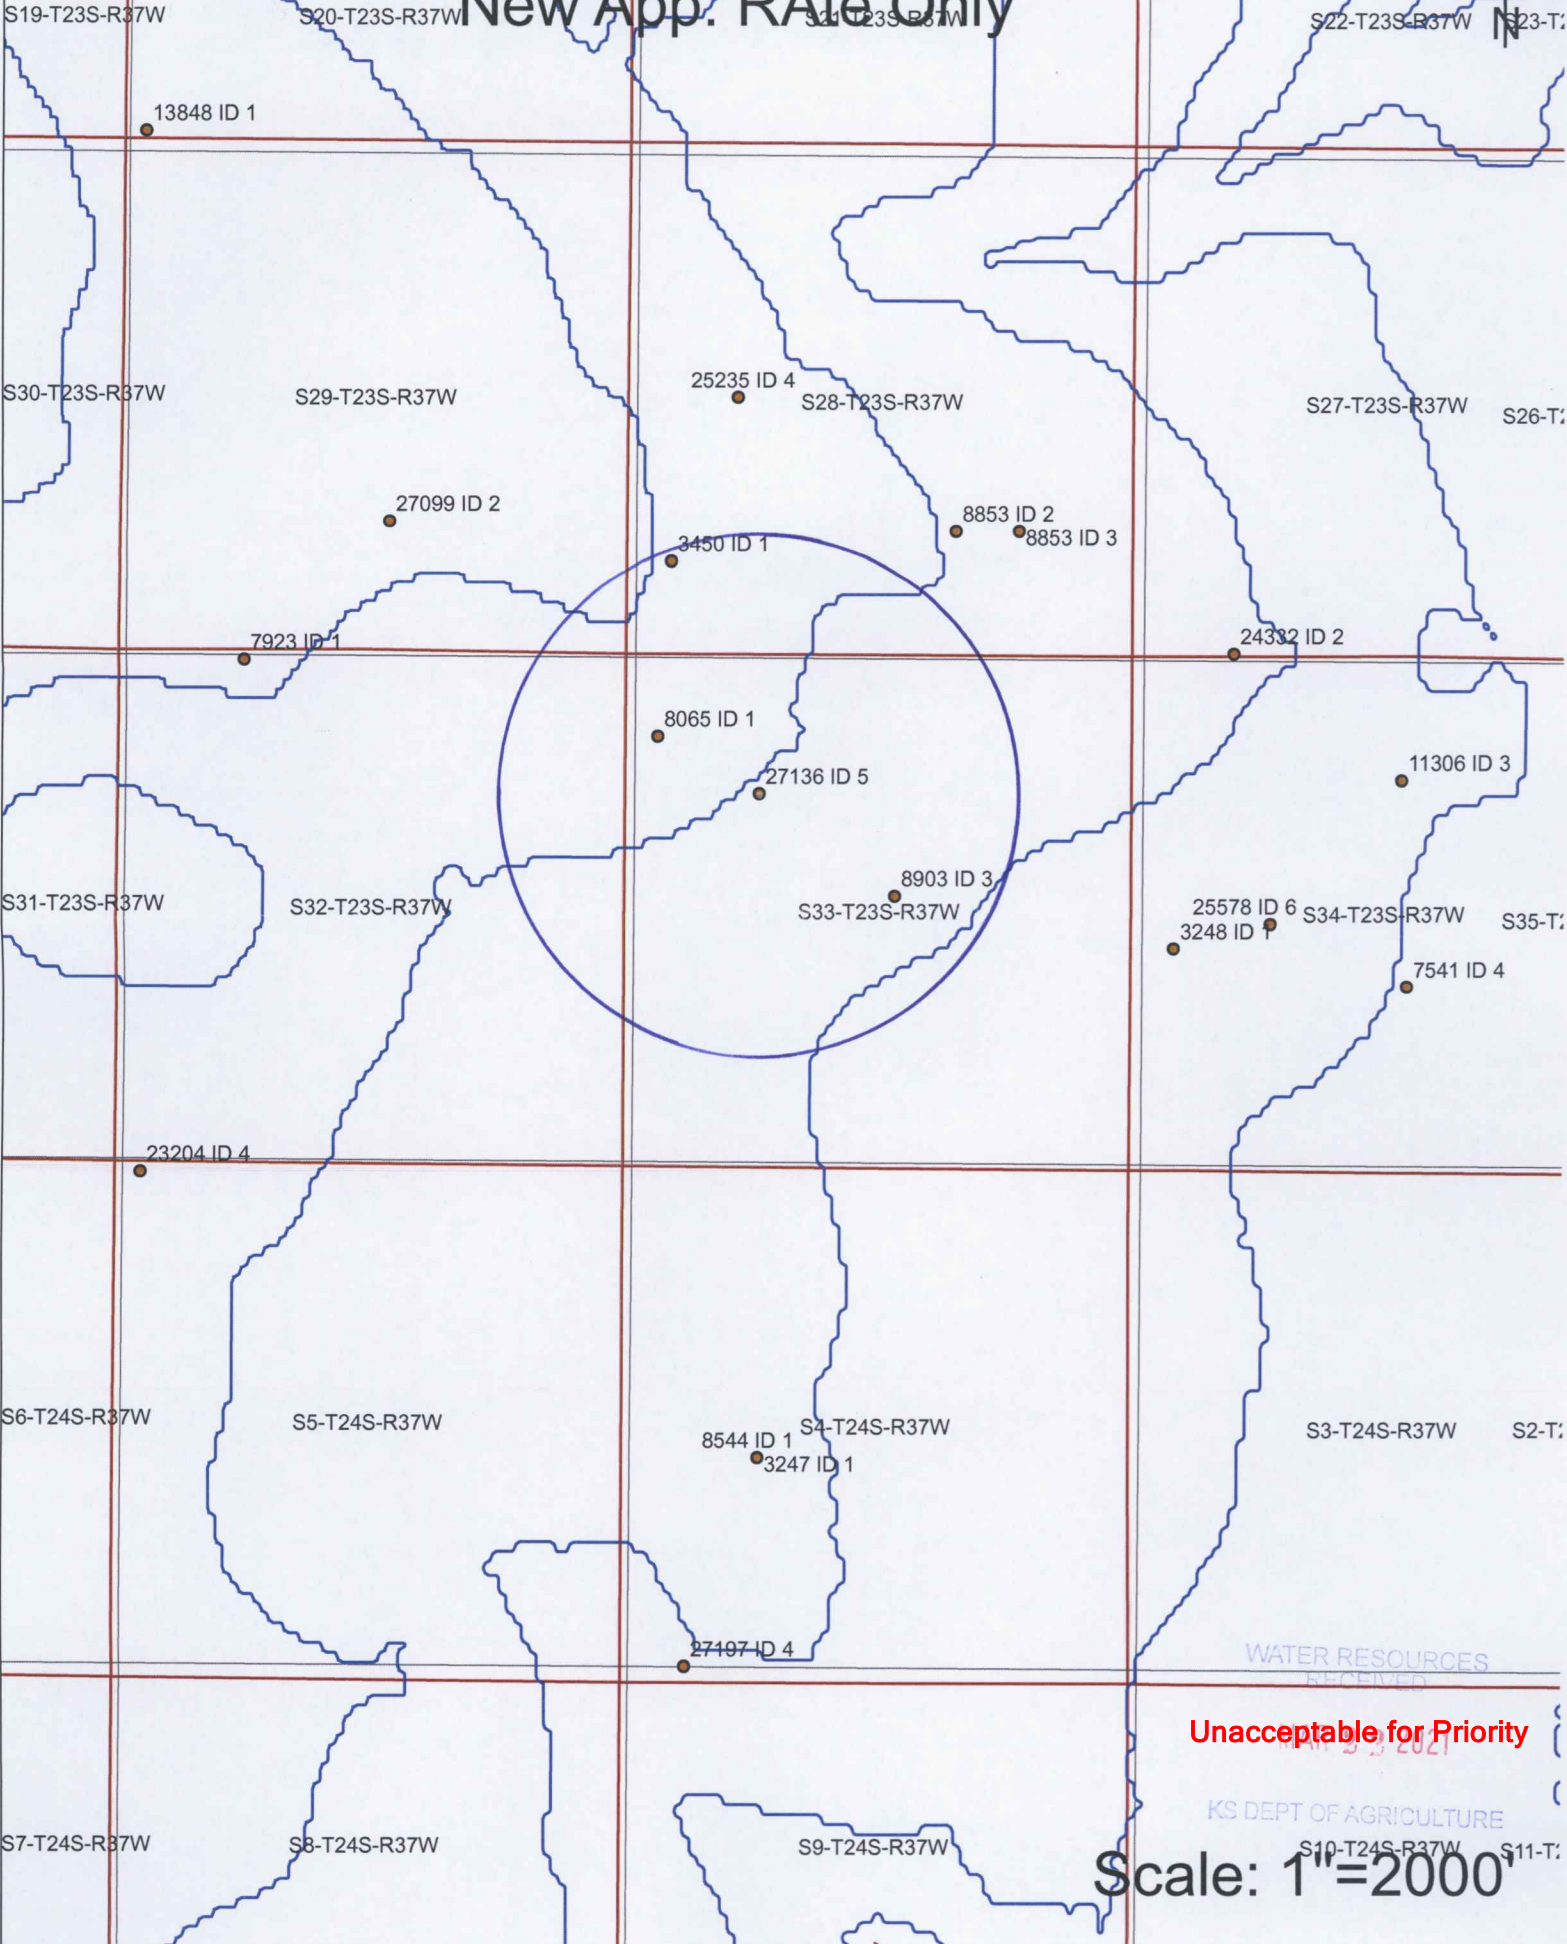 New App. RAte Only
S19-T23S-R37W
S20-T23S-R37W
S21-T23S-R37W
S22-T23S-R37W
N
13848 ID 1
S30-T23S-R37W
S29-T23S-R37W
25235 ID 4
S28-T23S-R37W
S27-T23S-R37W
27099 ID 2
8853 ID 2
8853 ID 3
3450 ID 1
7923 ID 1
24332 ID 2
8065 ID 1
27136 ID 5
11306 ID 3
8903 ID 3
S31-T23S-R37W
S32-T23S-R37W
S33-T23S-R37W
25578 ID 6
S34-T23S-R37W
3248 ID 1
7541 ID 4
23204 ID 4
S6-T24S-R37W
S5-T24S-R37W
S4-T24S-R37W
S3-T24S-R37W
8544 ID 1
3247 ID 1
27197 ID 4
WATER RESOURCES
RECEIVED
Unacceptable for Priority
2021
KS DEPT OF AGRICULTURE
S7-T24S-R37W
S8-T24S-R37W
S9-T24S-R37W
S10-T24S-R37W
Scale: 1"=2000'